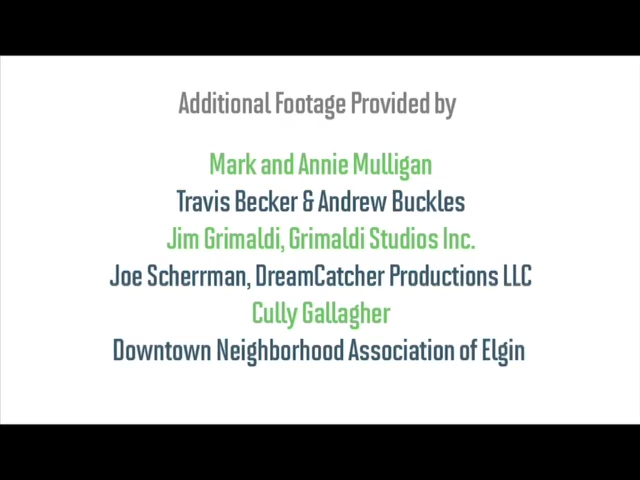 Additional Footage Provided by
Mark and Annie Mulligan
Travis Becker & Andrew Buckles
Jim Grimaldi, Grimaldi Studios Inc.
Joe Scherrman, DreamCatcher Productions LLC
Cully Gallagher
Downtown Neighborhood Association of Elgin